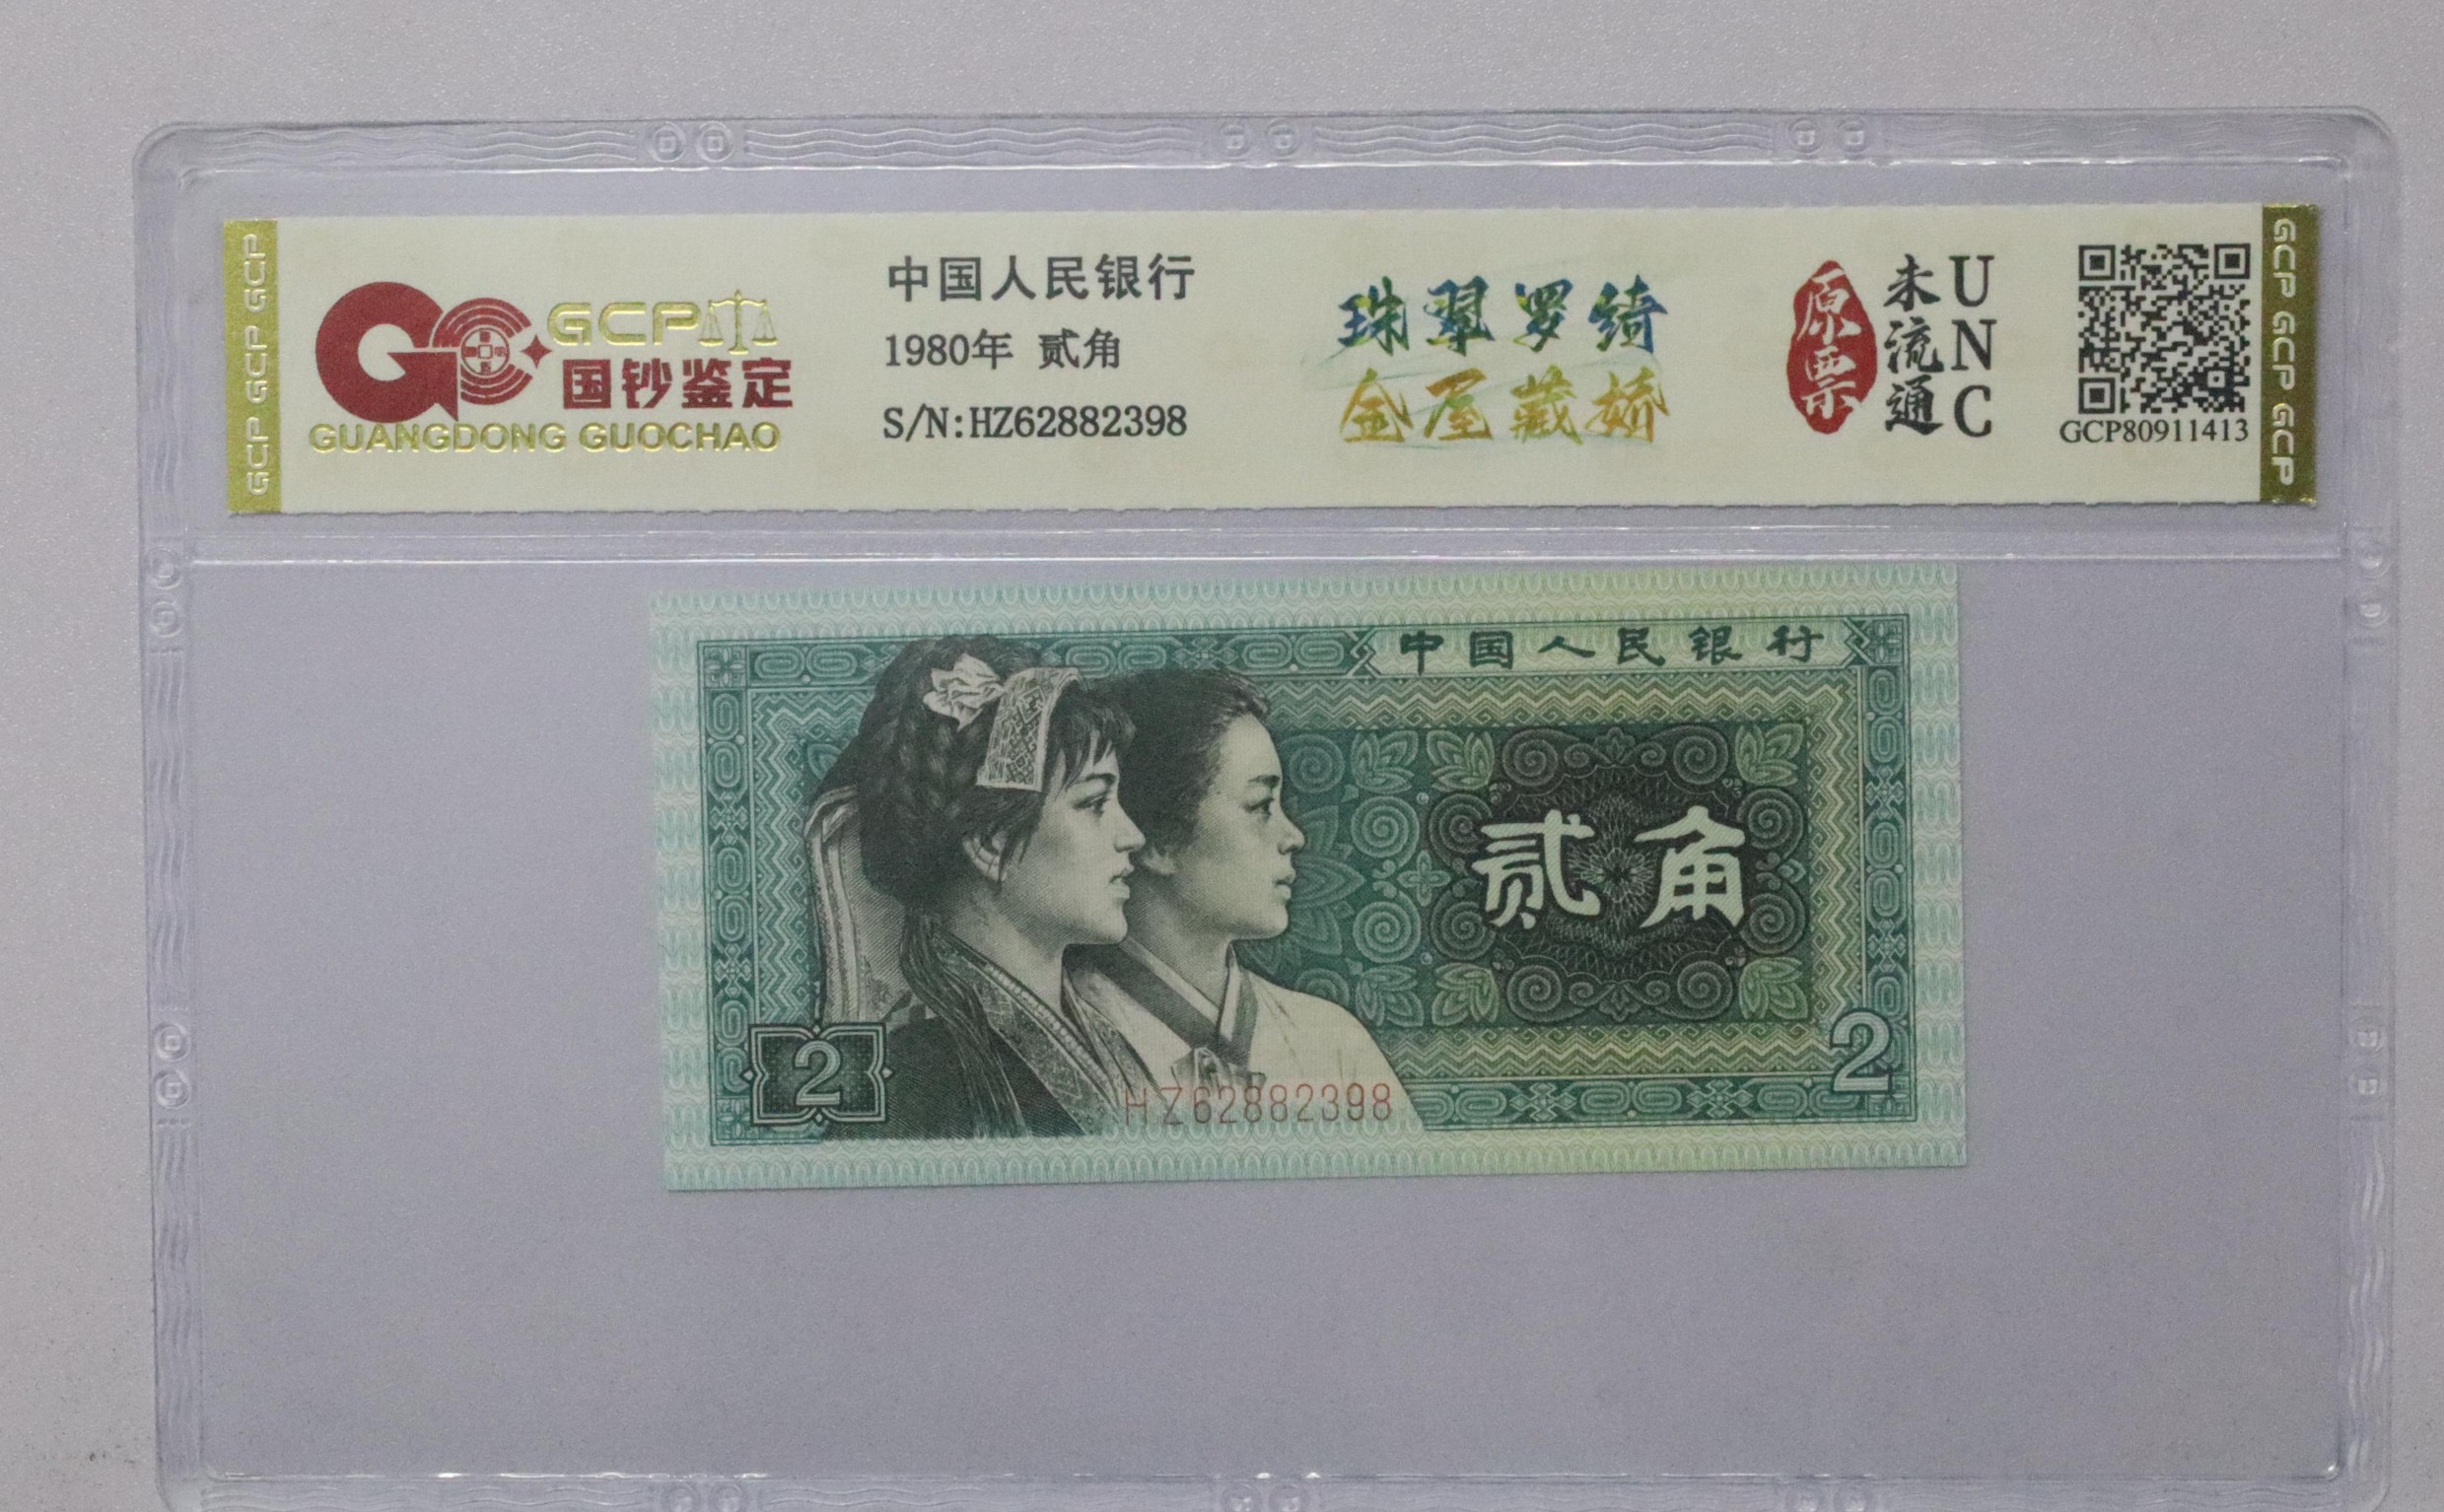 GCP GCP GCP
GCP
国钞鉴定
GUANGDONG GUOCHAO
中国人民银行
1980年 贰角
S/N:HZ62882398
珠翠罗绮
金屋藏娇
原票
未流通
UNC
GCP80911413
GCP GCP GCP
中国人民银行
贰角
2
2
HZ62882398